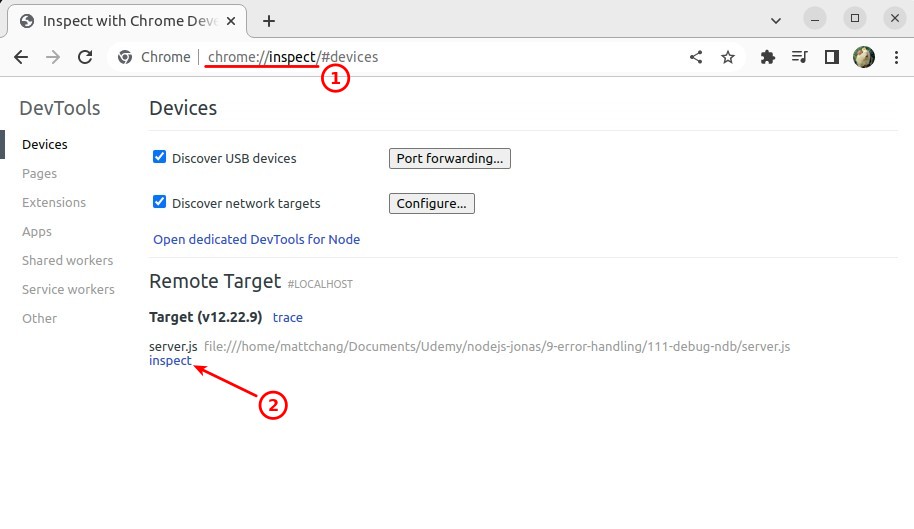 Inspect with Chrome Deve
Chrome | chrome://inspect/#devices
1
DevTools
Devices
Pages
Extensions
Apps
Shared workers
Service workers
Other
Devices
Discover USB devices Port forwarding...
Discover network targets Configure...
Open dedicated DevTools for Node
Remote Target #LOCALHOST
Target (v12.22.9) trace
server.js file:///home/mattchang/Documents/Udemy/nodejs-jonas/9-error-handling/111-debug-ndb/server.js
inspect
2